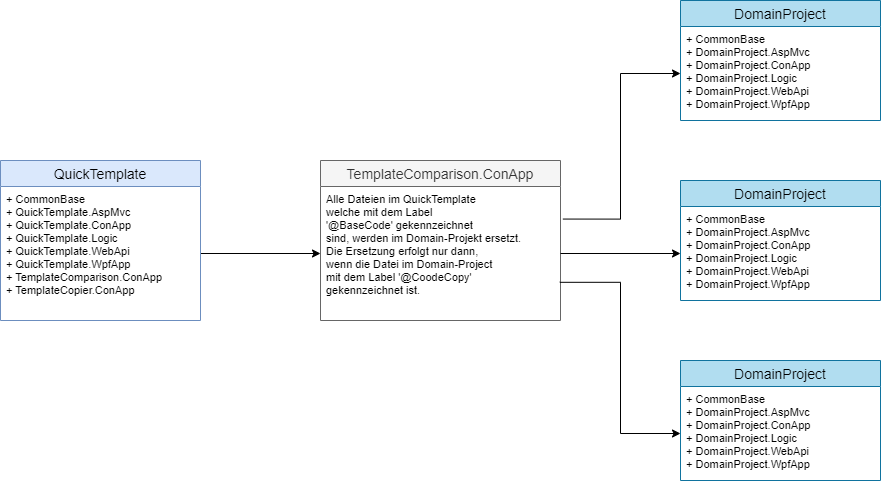 QuickTemplate
+ CommonBase
+ QuickTemplate.AspMvc
+ QuickTemplate.ConApp
+ QuickTemplate.Logic
+ QuickTemplate.WebApi
+ QuickTemplate.WpfApp
+ TemplateComparison.ConApp
+ TemplateCopier.ConApp
TemplateComparison.ConApp
Alle Dateien im QuickTemplate
welche mit dem Label
'@BaseCode' gekennzeichnet
sind, werden im Domain-Projekt ersetzt.
Die Ersetzung erfolgt nur dann,
wenn die Datei im Domain-Project
mit dem Label '@CoodeCopy'
gekennzeichnet ist.
DomainProject
+ CommonBase
+ DomainProject.AspMvc
+ DomainProject.ConApp
+ DomainProject.Logic
+ DomainProject.WebApi
+ DomainProject.WpfApp
DomainProject
+ CommonBase
+ DomainProject.AspMvc
+ DomainProject.ConApp
+ DomainProject.Logic
+ DomainProject.WebApi
+ DomainProject.WpfApp
DomainProject
+ CommonBase
+ DomainProject.AspMvc
+ DomainProject.ConApp
+ DomainProject.Logic
+ DomainProject.WebApi
+ DomainProject.WpfApp